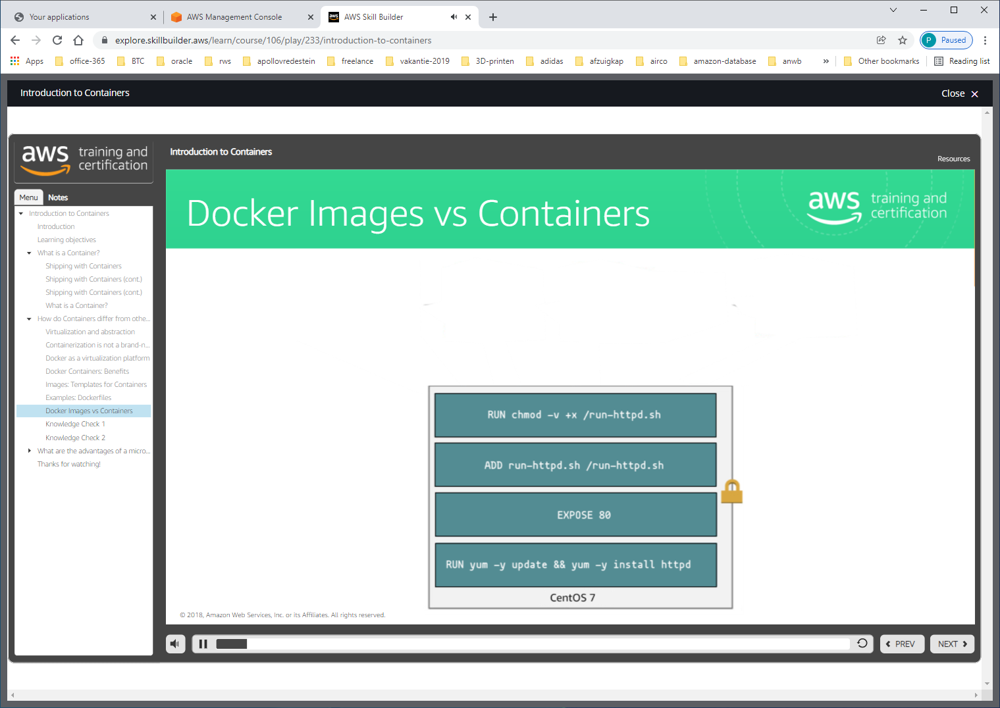 Your applications
AWS Management Console
aws
AWS Skill Builder
explore.skillbuilder.aws/learn/course/106/play/233/introduction-to-containers
P Paused
Apps
office-365
BTC
oracle
rws
apollovredestein
freelance
vakantie-2019
3D-printen
adidas
afzuigkap
airco
amazon-database
anwb
»
Other bookmarks
Reading list
Introduction to Containers
Close
aws training and
certification
Introduction to Containers
Resources
Menu
Notes
Introduction to Containers
Introduction
Learning objectives
What is a Container?
Shipping with Containers
Shipping with Containers (cont.)
Shipping with Containers (cont.)
What is a Container?
How do Containers differ from othe...
Virtualization and abstraction
Containerization is not a brand-n...
Docker as a virtualization platform
Docker Containers: Benefits
Images: Templates for Containers
Examples: Dockerfiles
Docker Images vs Containers
Knowledge Check 1
Knowledge Check 2
What are the advantages of a micro...
Thanks for watching!
Docker Images vs Containers
aws training and
certification
RUN chmod -v +x /run-httpd.sh
ADD run-httpd.sh /run-httpd.sh
EXPOSE 80
RUN yum -y update && yum -y install httpd
CentOS 7
© 2018, Amazon Web Services, Inc. or its Affiliates. All rights reserved.
PREV
NEXT